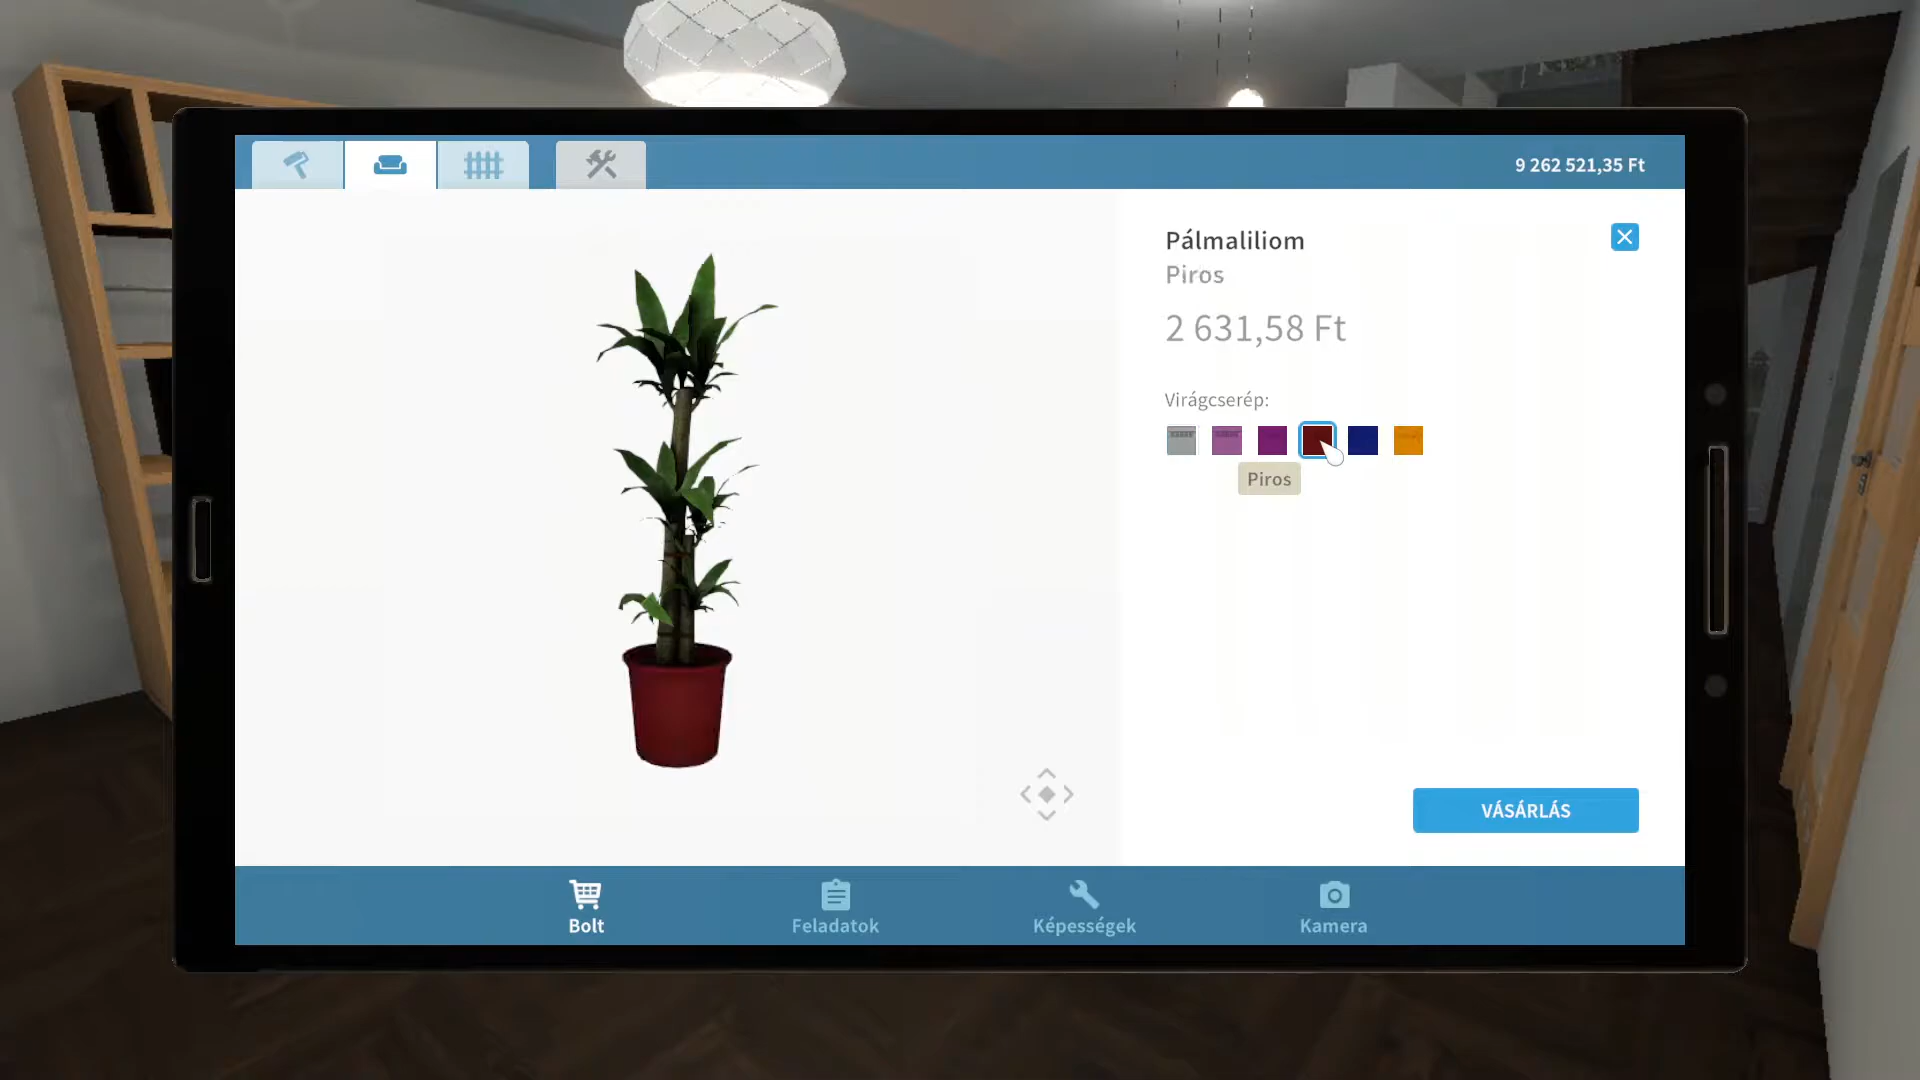 9 262 521,35 Ft
Pálmaliliom
Piros
2 631,58 Ft
Virágcserép:
Piros
VÁSÁRLÁS
Bolt
Feladatok
Képességek
Kamera